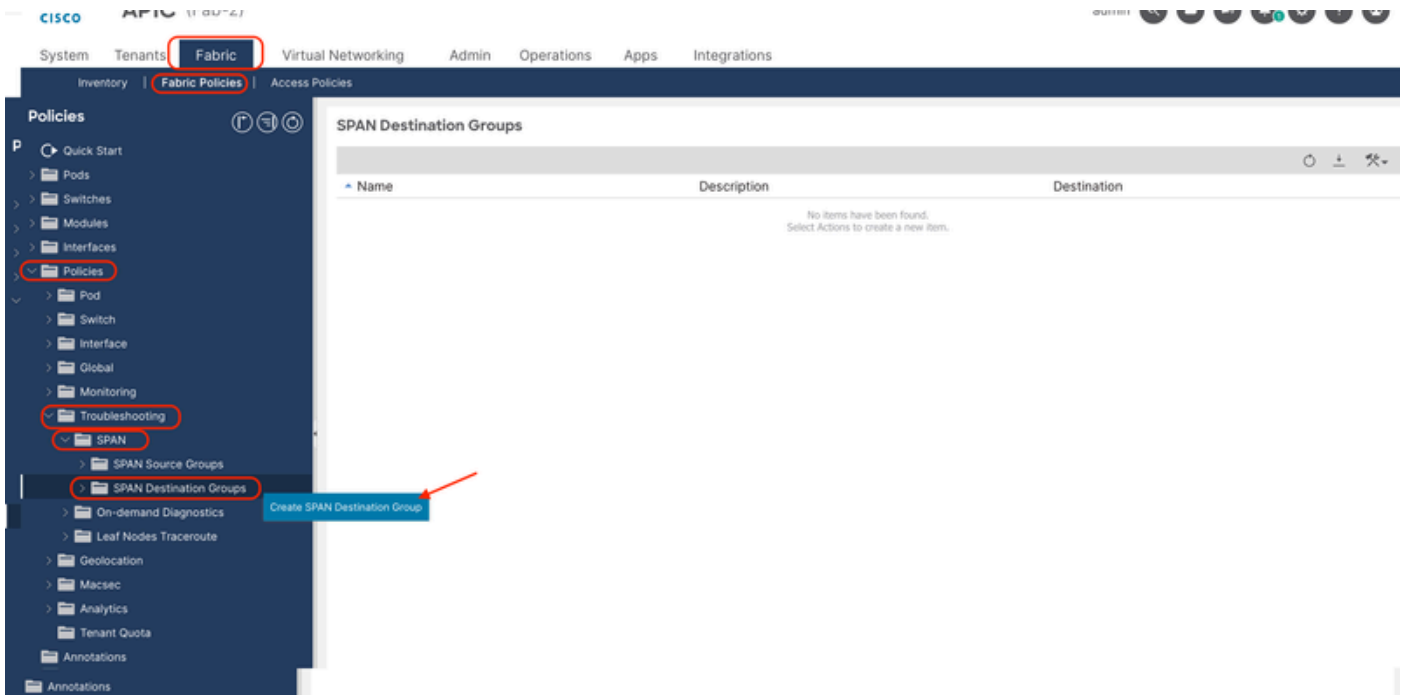 CISCO
APIC (Fab-2)
admin
System Tenants Fabric Virtual Networking Admin Operations Apps Integrations
Inventory | Fabric Policies | Access Policies
Policies
P
Quick Start
Pods
Switches
Modules
Interfaces
Policies
Pod
Switch
Interface
Global
Monitoring
Troubleshooting
SPAN
SPAN Source Groups
SPAN Destination Groups
Create SPAN Destination Group
On-demand Diagnostics
Leaf Nodes Traceroute
Geolocation
Macsec
Analytics
Tenant Quota
Annotations
Annotations
SPAN Destination Groups
Name Description Destination
No items have been found.
Select Actions to create a new item.